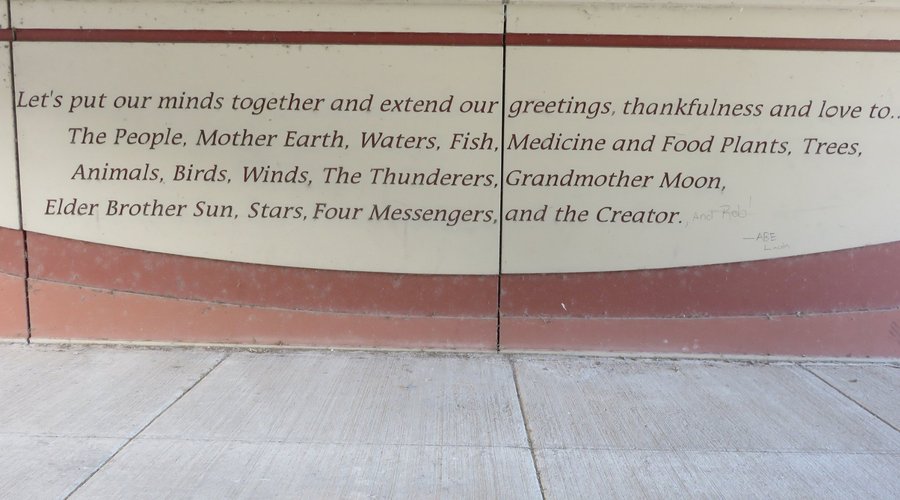 Let's put our minds together and extend our greetings, thankfulness and love to..
The People, Mother Earth, Waters, Fish, Medicine and Food Plants, Trees,
Animals, Birds, Winds, The Thunderers, Grandmother Moon,
Elder Brother Sun, Stars, Four Messengers, and the Creator., And Rob!
—ABE